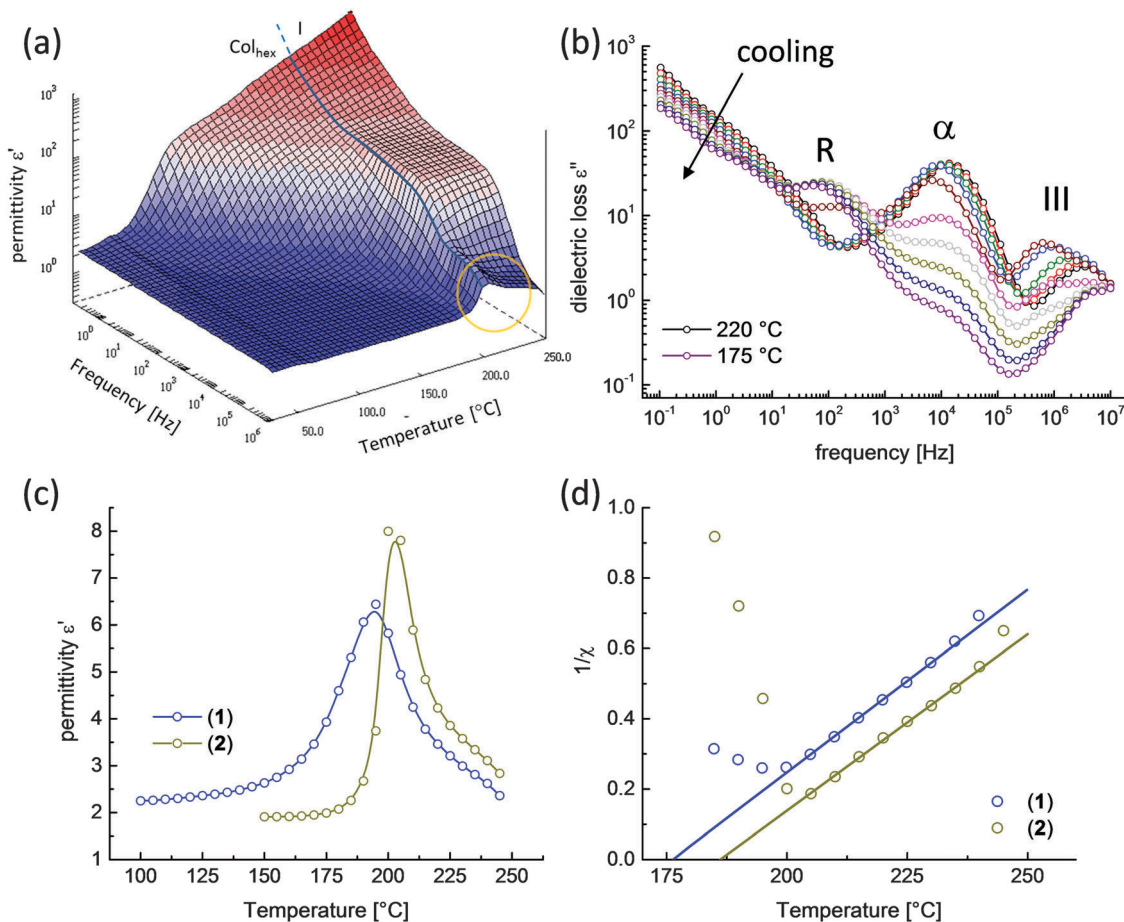 (a)
I
Col_hex
10³
10²
10¹
10⁰
permittivity ε'
10⁰
10¹
10²
10³
10⁴
10⁵
10⁶
Frequency [Hz]
50.0
100.0
150.0
200.0
250.0
Temperature [°C]
(b)
cooling
R
α
III
10³
10²
10¹
10⁰
10⁻¹
dielectric loss ε''
220 °C
175 °C
10⁻¹ 10⁰ 10¹ 10² 10³ 10⁴ 10⁵ 10⁶ 10⁷
frequency [Hz]
(c)
8
7
6
5
4
3
2
1
permittivity ε'
(1)
(2)
100 125 150 175 200 225 250
Temperature [°C]
(d)
1.0
0.8
0.6
0.4
0.2
0.0
1/χ
(1)
(2)
175 200 225 250
Temperature [°C]